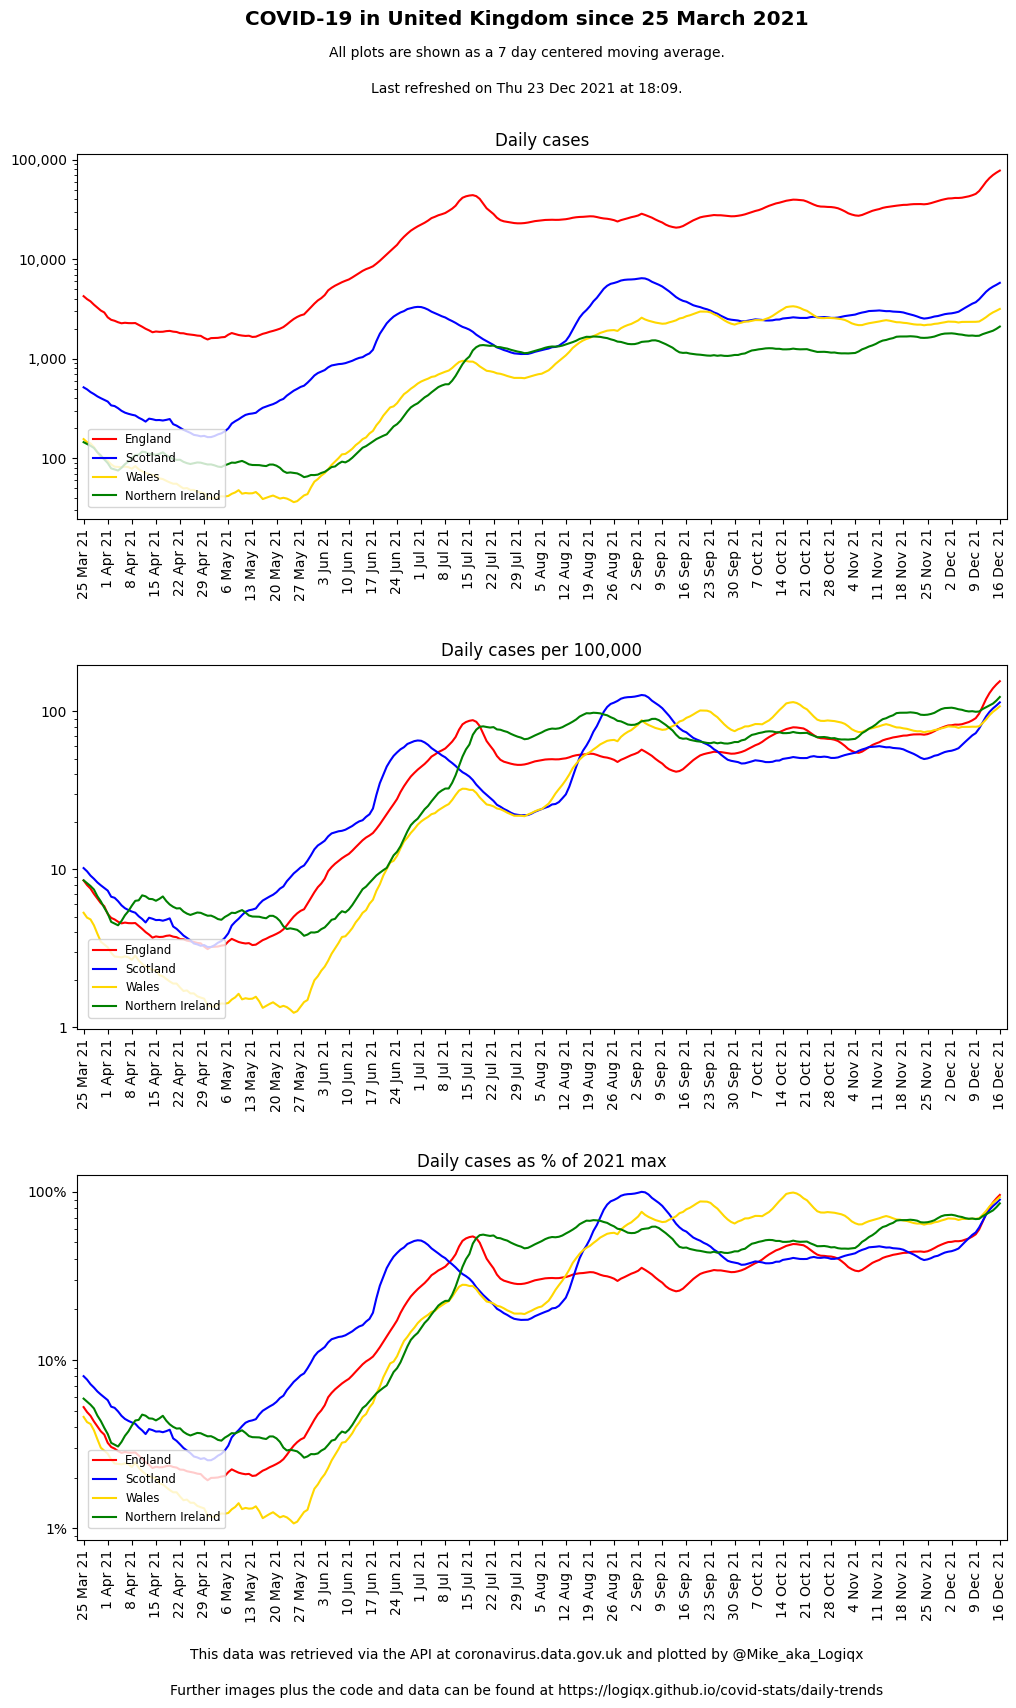 COVID-19 in United Kingdom since 25 March 2021
All plots are shown as a 7 day centered moving average.
Last refreshed on Thu 23 Dec 2021 at 18:09.
Daily cases
100,000
10,000
1,000
100
England
Scotland
Wales
Northern Ireland
25 Mar 21
1 Apr 21
8 Apr 21
15 Apr 21
22 Apr 21
29 Apr 21
6 May 21
13 May 21
20 May 21
27 May 21
3 Jun 21
10 Jun 21
17 Jun 21
24 Jun 21
1 Jul 21
8 Jul 21
15 Jul 21
22 Jul 21
29 Jul 21
5 Aug 21
12 Aug 21
19 Aug 21
26 Aug 21
2 Sep 21
9 Sep 21
16 Sep 21
23 Sep 21
30 Sep 21
7 Oct 21
14 Oct 21
21 Oct 21
28 Oct 21
4 Nov 21
11 Nov 21
18 Nov 21
25 Nov 21
2 Dec 21
9 Dec 21
16 Dec 21
Daily cases per 100,000
100
10
1
England
Scotland
Wales
Northern Ireland
25 Mar 21
1 Apr 21
8 Apr 21
15 Apr 21
22 Apr 21
29 Apr 21
6 May 21
13 May 21
20 May 21
27 May 21
3 Jun 21
10 Jun 21
17 Jun 21
24 Jun 21
1 Jul 21
8 Jul 21
15 Jul 21
22 Jul 21
29 Jul 21
5 Aug 21
12 Aug 21
19 Aug 21
26 Aug 21
2 Sep 21
9 Sep 21
16 Sep 21
23 Sep 21
30 Sep 21
7 Oct 21
14 Oct 21
21 Oct 21
28 Oct 21
4 Nov 21
11 Nov 21
18 Nov 21
25 Nov 21
2 Dec 21
9 Dec 21
16 Dec 21
Daily cases as % of 2021 max
100%
10%
1%
England
Scotland
Wales
Northern Ireland
25 Mar 21
1 Apr 21
8 Apr 21
15 Apr 21
22 Apr 21
29 Apr 21
6 May 21
13 May 21
20 May 21
27 May 21
3 Jun 21
10 Jun 21
17 Jun 21
24 Jun 21
1 Jul 21
8 Jul 21
15 Jul 21
22 Jul 21
29 Jul 21
5 Aug 21
12 Aug 21
19 Aug 21
26 Aug 21
2 Sep 21
9 Sep 21
16 Sep 21
23 Sep 21
30 Sep 21
7 Oct 21
14 Oct 21
21 Oct 21
28 Oct 21
4 Nov 21
11 Nov 21
18 Nov 21
25 Nov 21
2 Dec 21
9 Dec 21
16 Dec 21
This data was retrieved via the API at coronavirus.data.gov.uk and plotted by @Mike_aka_Logiqx
Further images plus the code and data can be found at https://logiqx.github.io/covid-stats/daily-trends